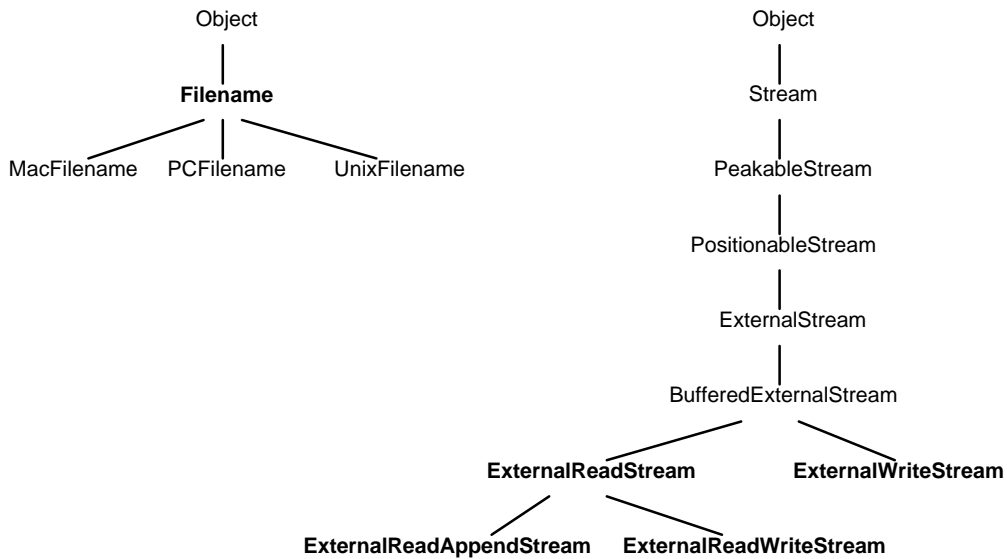 Object
Filename
MacFilename PCFilename UnixFilename
Object
Stream
PeakableStream
PositionableStream
ExternalStream
BufferedExternalStream
ExternalReadStream ExternalWriteStream
ExternalReadAppendStream ExternalReadWriteStream